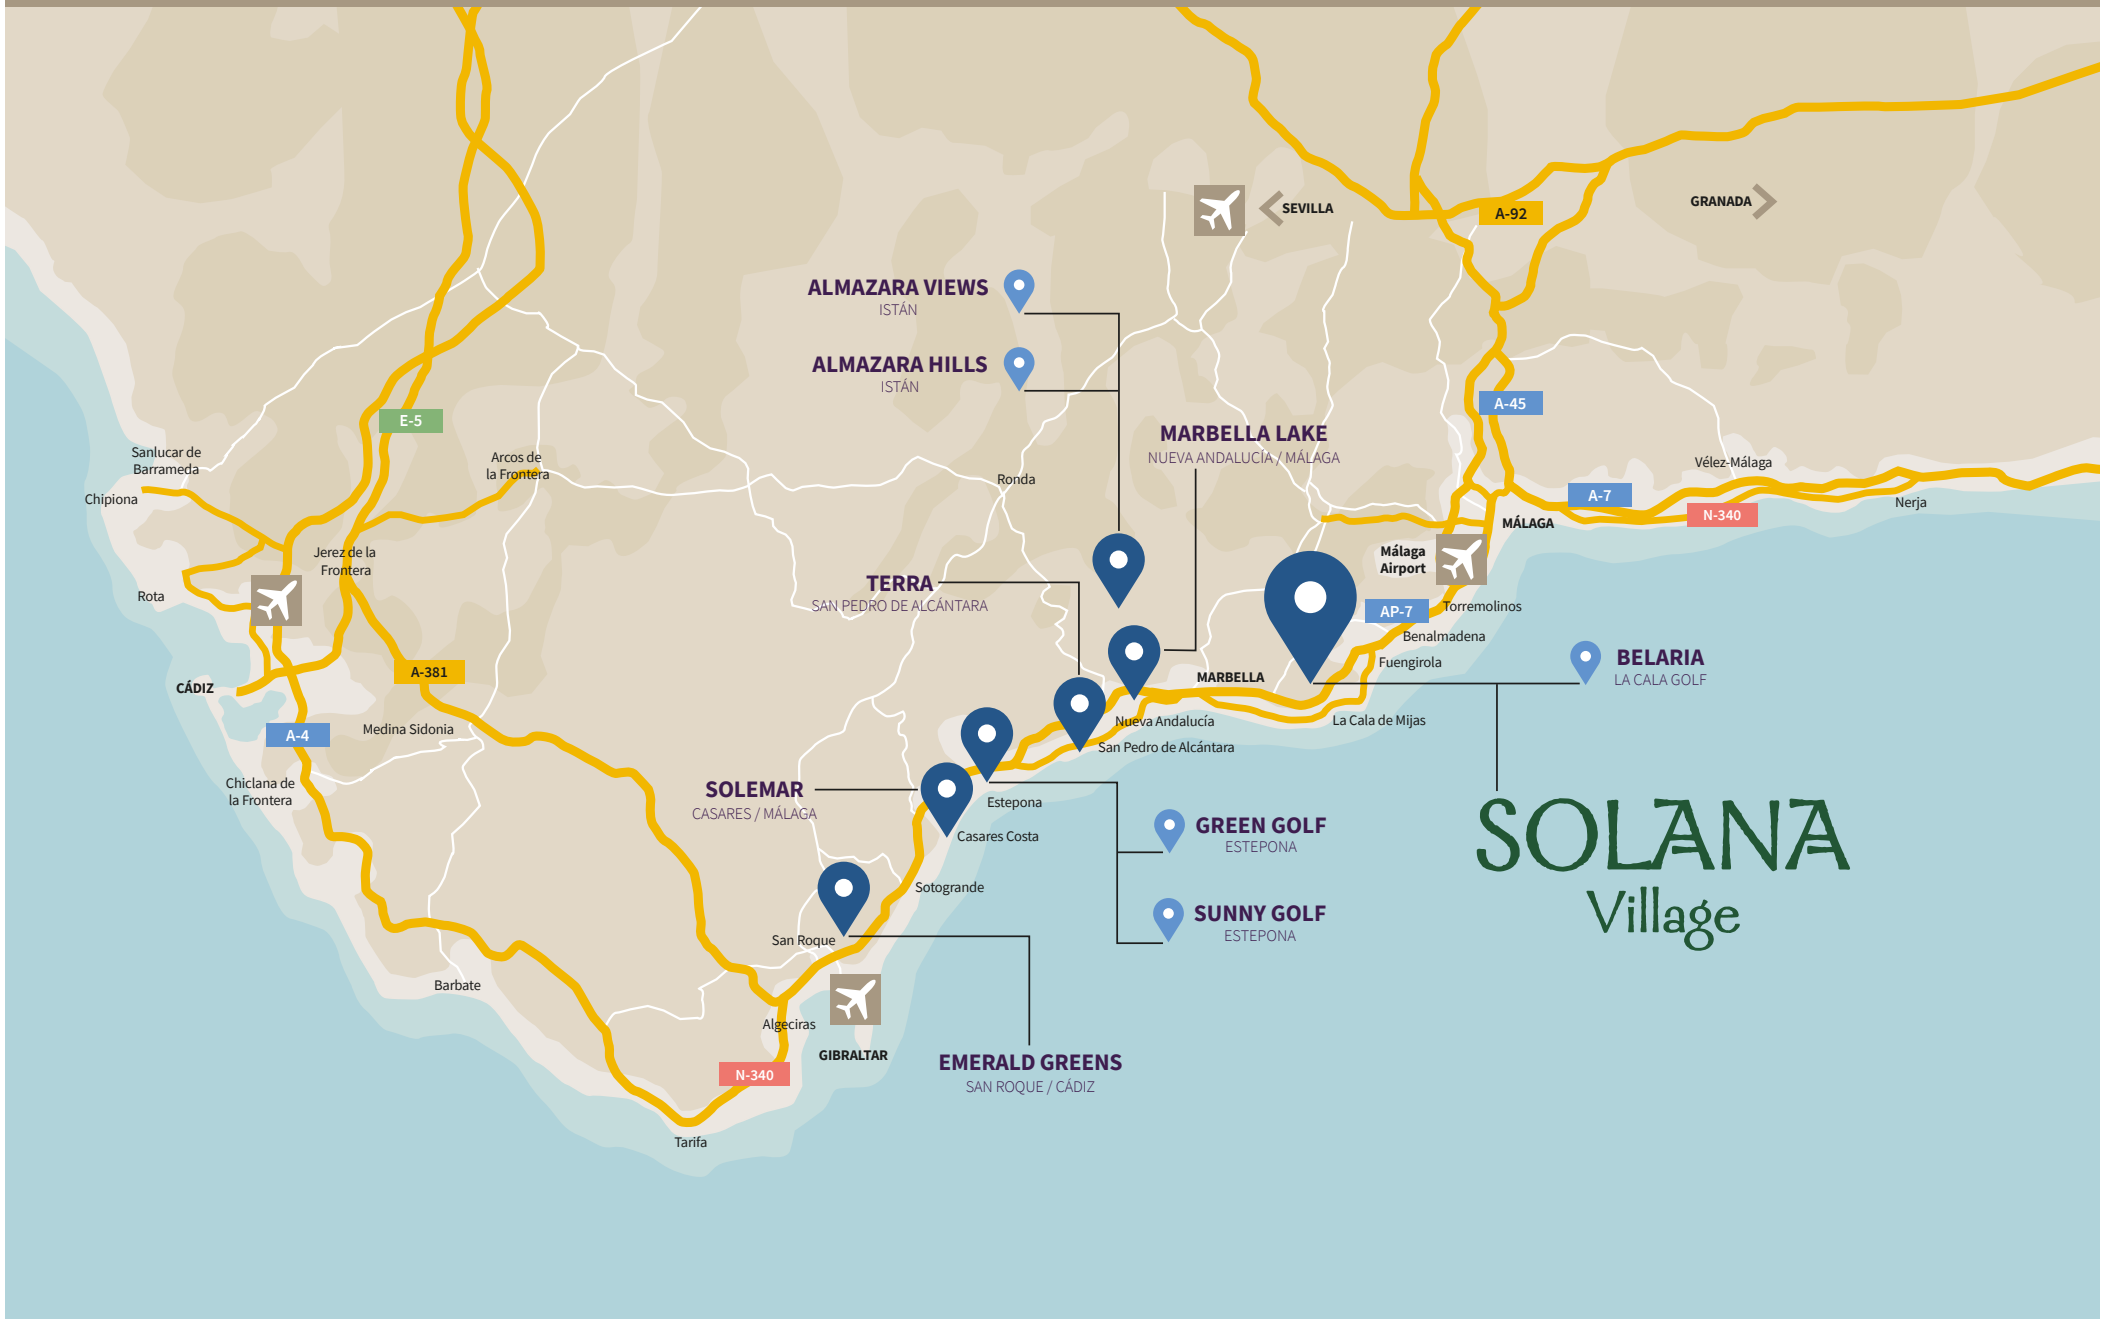 SEVILLA
A-92
GRANADA
ALMAZARA VIEWS
ISTÁN
ALMAZARA HILLS
ISTÁN
E-5
A-45
MARBELLA LAKE
NUEVA ANDALUCÍA / MÁLAGA
Sanlucar de
Barrameda
Arcos de
la Frontera
Ronda
Vélez-Málaga
Chipiona
A-7
N-340
Nerja
MÁLAGA
Jerez de la
Frontera
Málaga
Airport
TERRA
SAN PEDRO DE ALCÁNTARA
Rota
AP-7
Torremolinos
Benalmadena
Fuengirola
BELARIA
LA CALA GOLF
A-381
CÁDIZ
MARBELLA
Nueva Andalucía
La Cala de Mijas
Medina Sidonia
A-4
San Pedro de Alcántara
Chiclana de
la Frontera
SOLEMAR
CASARES / MÁLAGA
Estepona
Casares Costa
GREEN GOLF
ESTEPONA
SOLANA
Village
Sotogrande
SUNNY GOLF
ESTEPONA
San Roque
Barbate
Algeciras
GIBRALTAR
EMERALD GREENS
SAN ROQUE / CÁDIZ
N-340
Tarifa